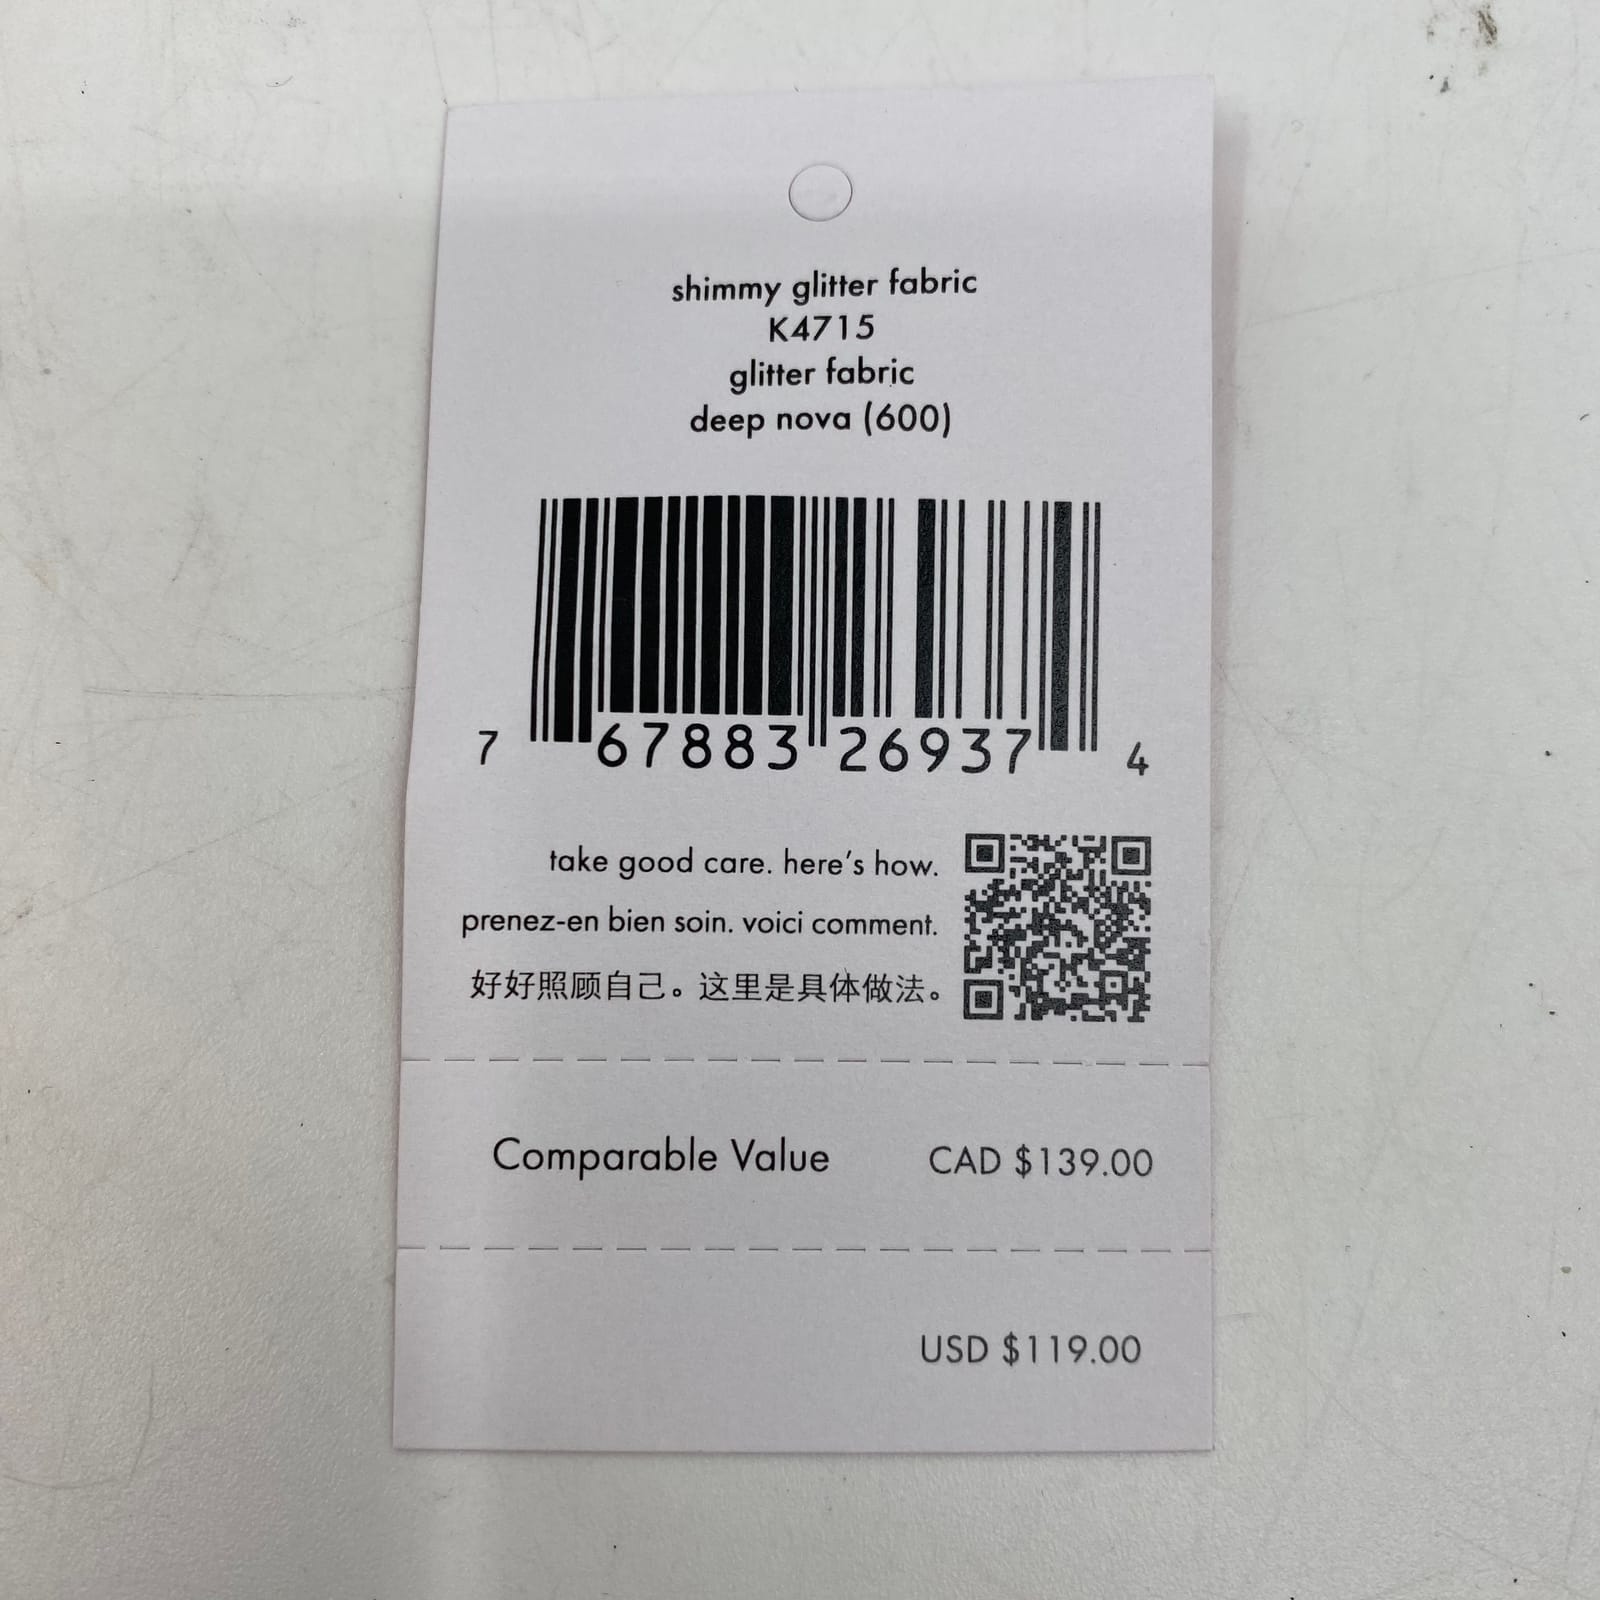 shimmy glitter fabric
K4715
glitter fabric
deep nova (600)
7 67883 26937 4
take good care. here's how.
prenez-en bien soin. voici comment.
好好照顾自己。这里是具体做法。
Comparable Value CAD $139.00
USD $119.00